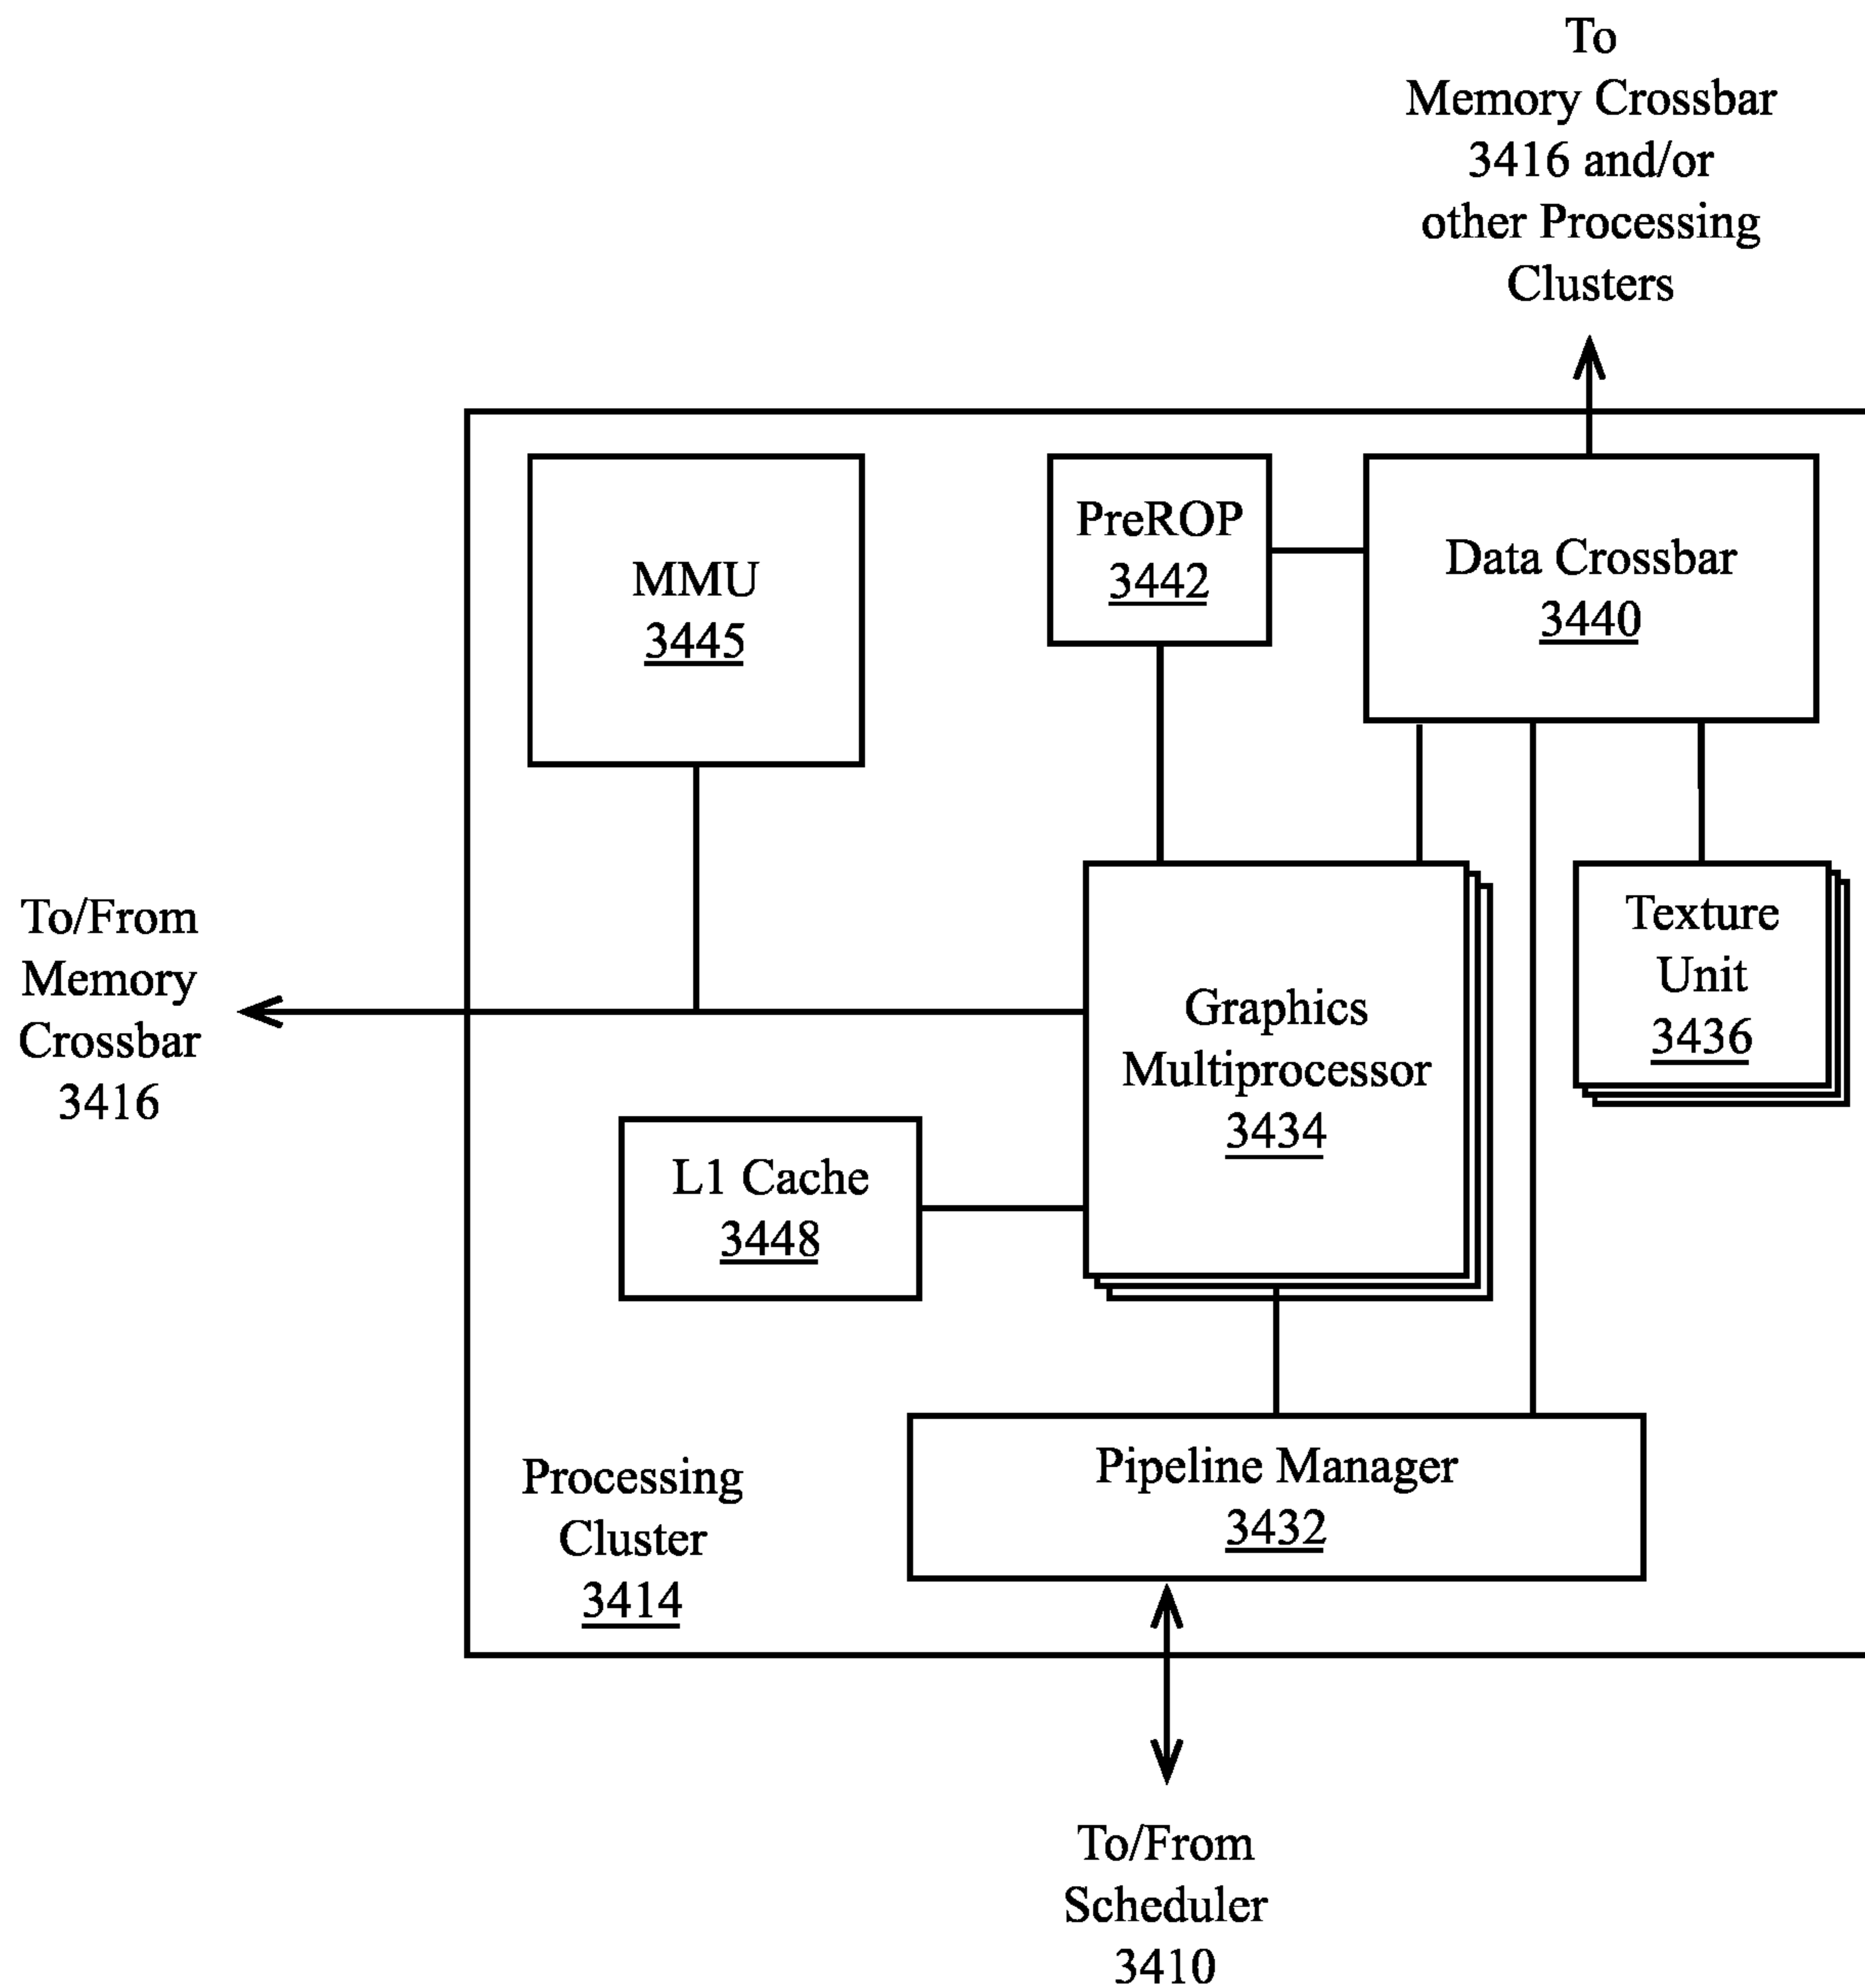 To
Memory Crossbar
3416 and/or
other Processing
Clusters
MMU
3445
PreROP
3442
Data Crossbar
3440
To/From
Memory
Crossbar
3416
Graphics
Multiprocessor
3434
Texture
Unit
3436
L1 Cache
3448
Pipeline Manager
3432
Processing
Cluster
3414
To/From
Scheduler
3410